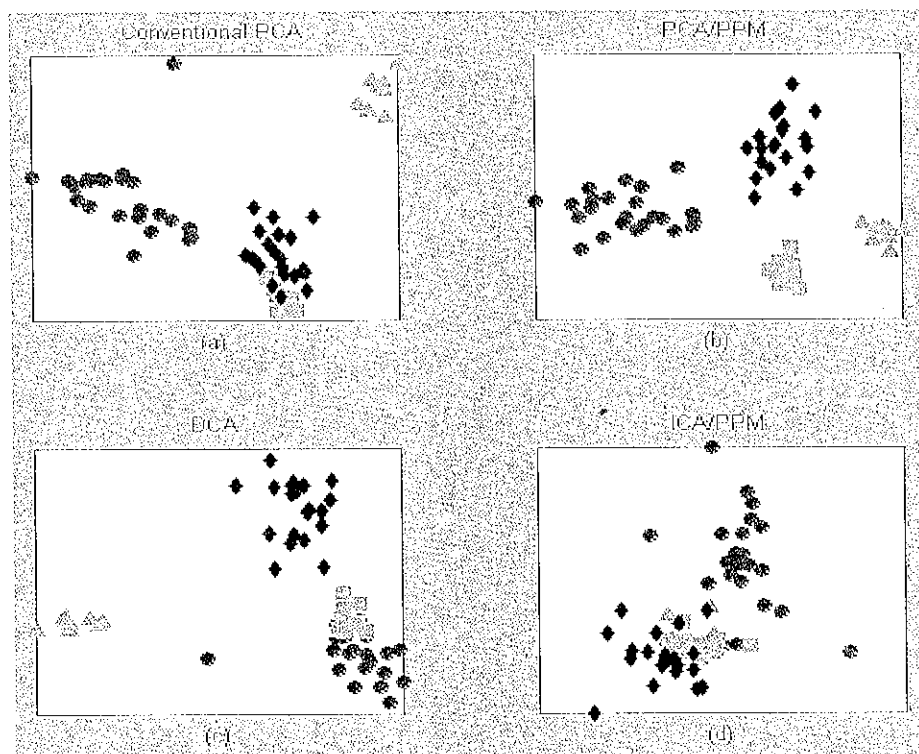 Conventional PCA
PCA/PPM
(a)
(b)
DCA
ICA/PPM
(c)
(d)